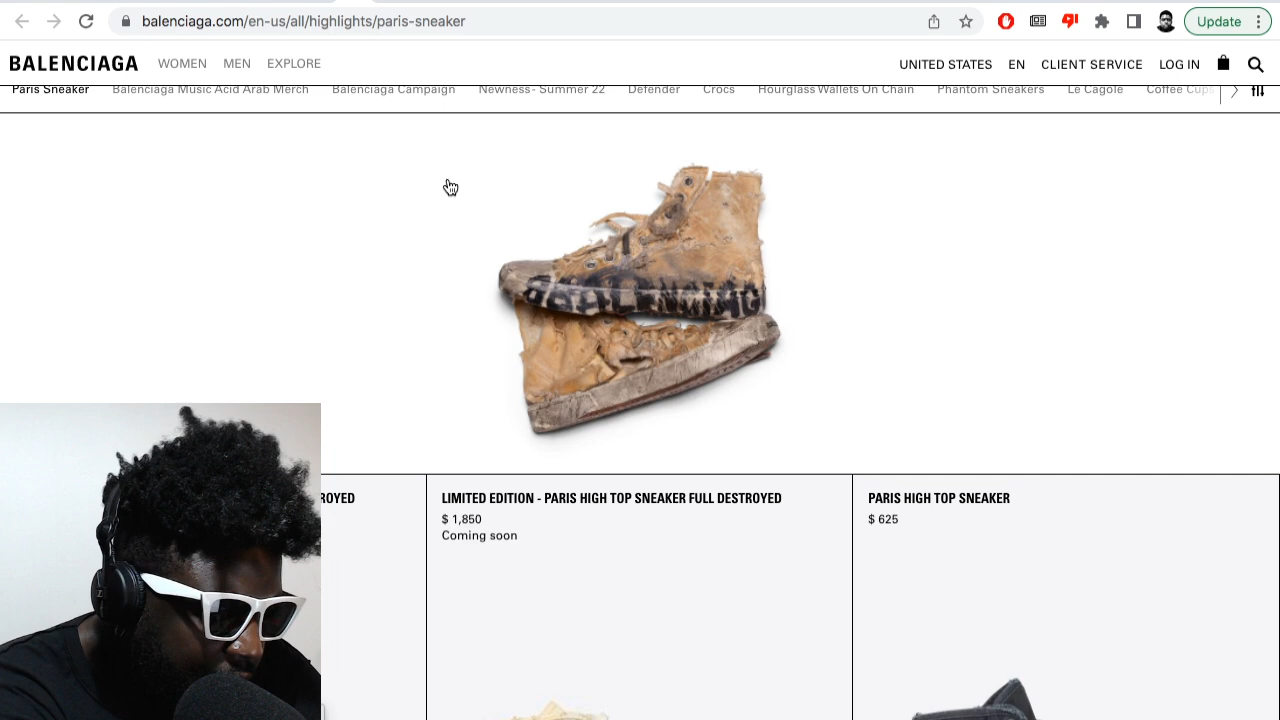 balenciaga.com/en-us/all/highlights/paris-sneaker
Update
BALENCIAGA WOMEN MEN EXPLORE UNITED STATES EN CLIENT SERVICE LOG IN
Paris Sneaker Balenciaga Music Acid Arab Merch Balenciaga Campaign Newness - Summer 22 Defender Crocs Hourglass Wallets On Chain Phantom Sneakers Le Cagole Coffee Cups
BALENCIAG
ROYED
LIMITED EDITION - PARIS HIGH TOP SNEAKER FULL DESTROYED
$ 1,850
Coming soon
PARIS HIGH TOP SNEAKER
$ 625